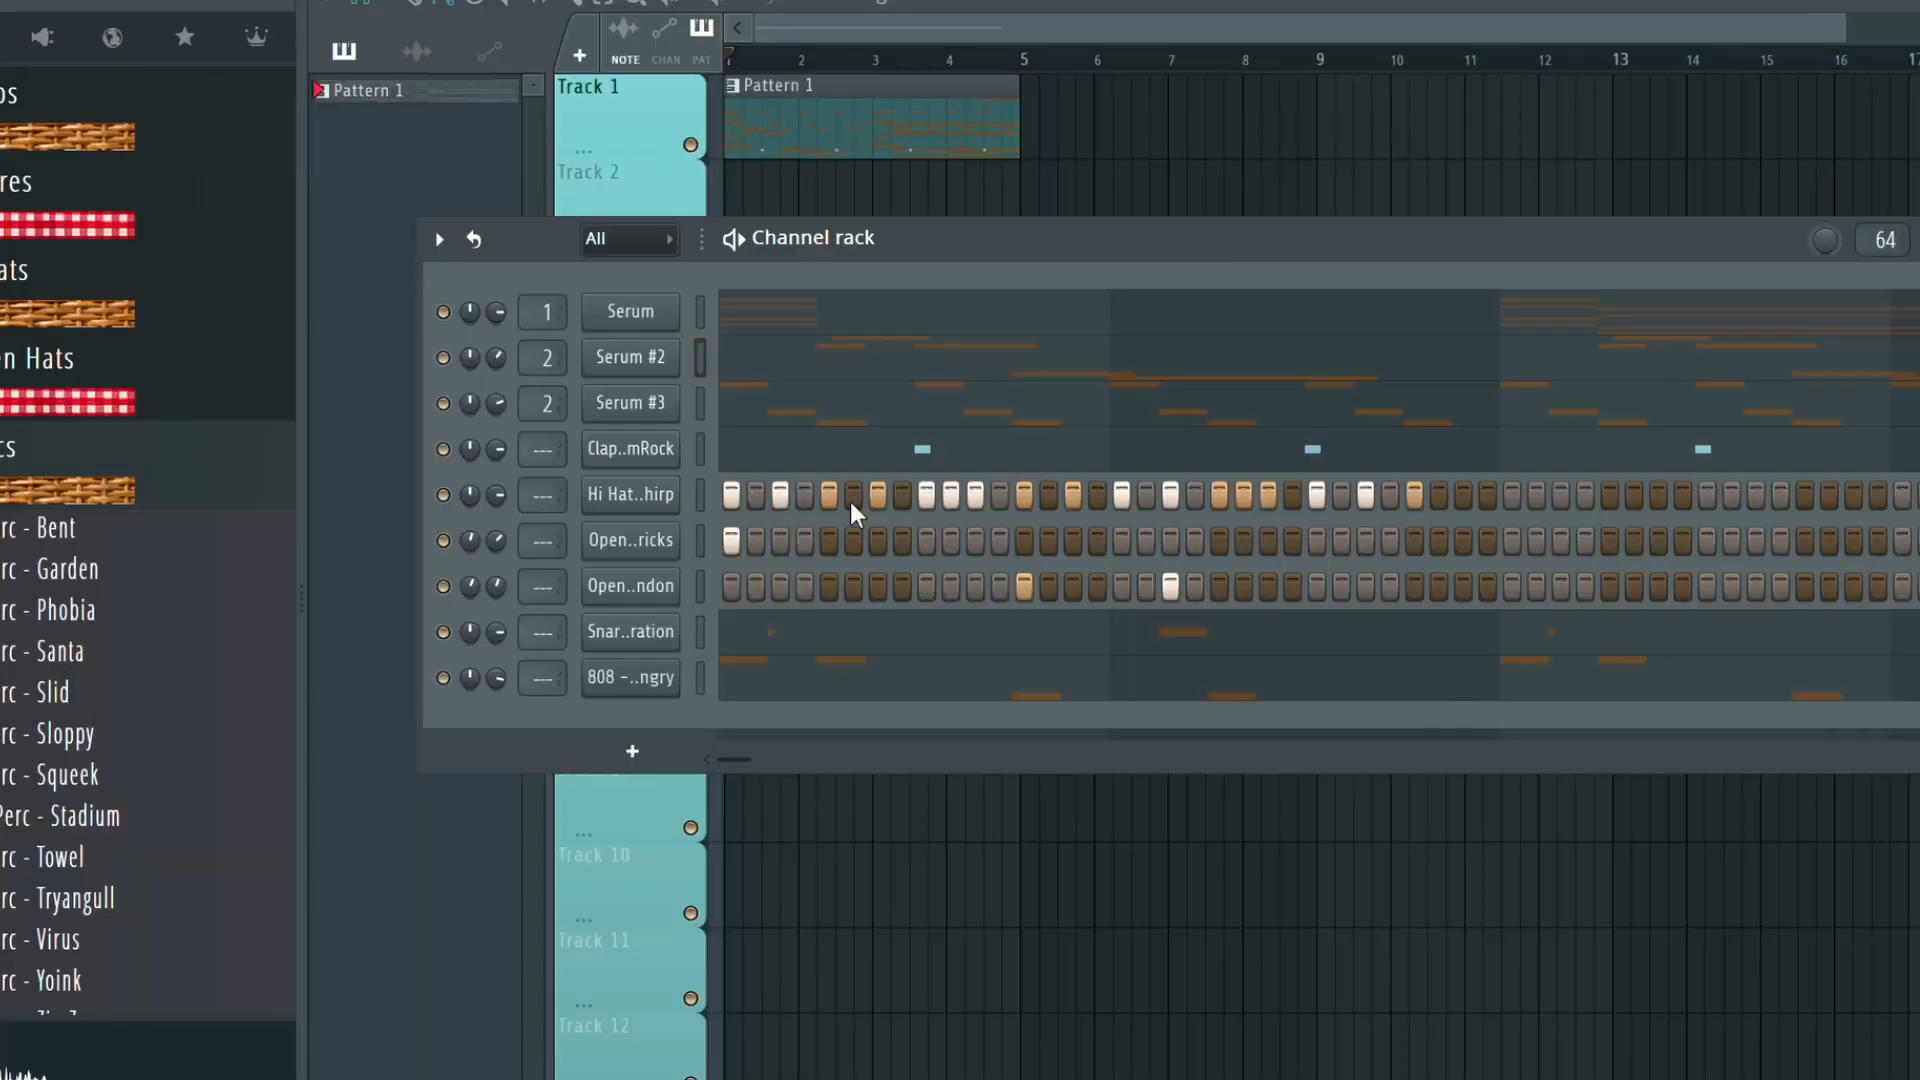 NOTE CHAN PAT
2 3 4 5 6 7 8 9 10 11 12 13 14 15 16 17
Pattern 1
Track 1
Pattern 1
Track 2
os
res
ats
en Hats
cs
rc - Bent
rc - Garden
rc - Phobia
rc - Santa
rc - Slid
rc - Sloppy
rc - Squeek
Perc - Stadium
rc - Towel
rc - Tryangull
rc - Virus
rc - Yoink
All
Channel rack
64
1 Serum
2 Serum #2
2 Serum #3
--- Clap..mRock
--- Hi Hat..hirp
--- Open..ricks
--- Open..ndon
--- Snar..ration
--- 808 -..ngry
+
Track 10
Track 11
Track 12